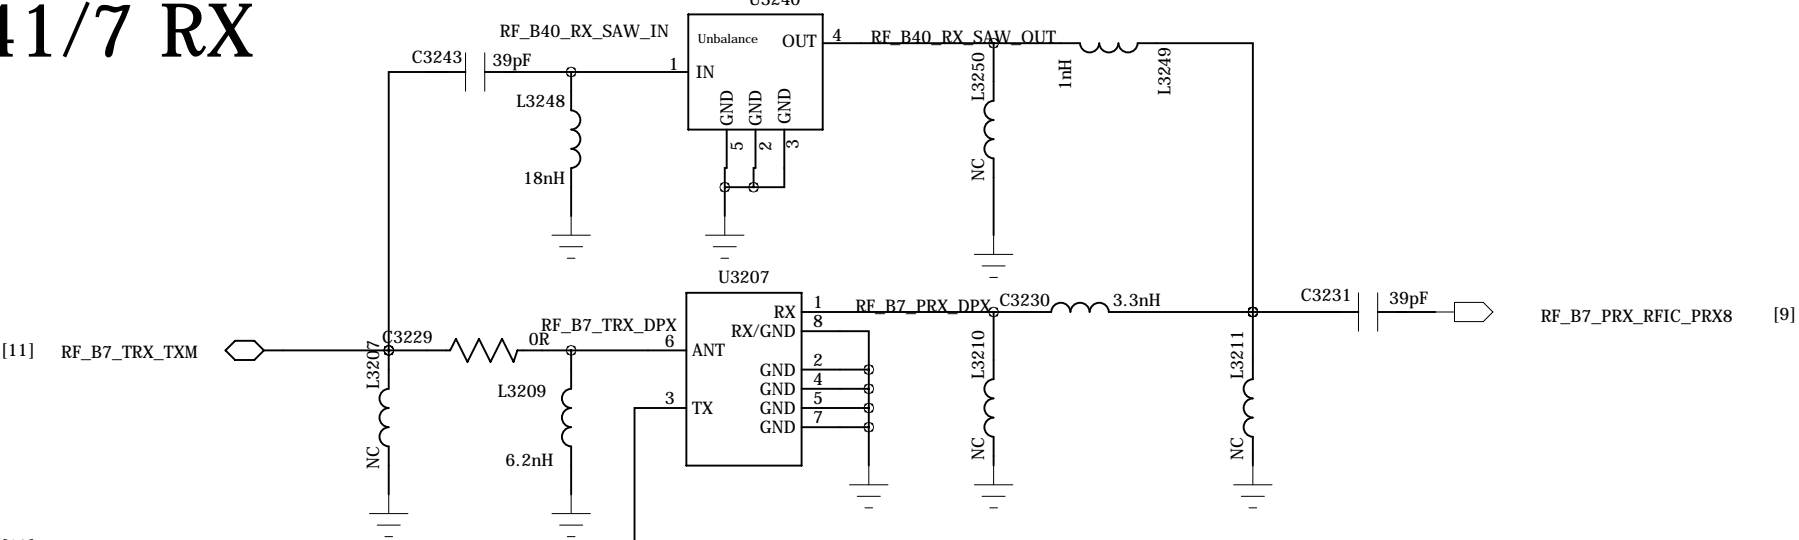 41/7 RX
U3240
RF_B40_RX_SAW_IN
C3243
39pF
1
IN
Unbalance
OUT
4
RF_B40_RX_SAW_OUT
GND
GND
GND
5
2
3
L3248
18nH
L3250
NC
1nH
L3249
U3207
RX
1
RX/GND
8
ANT
6
GND
2
GND
4
GND
5
GND
7
TX
3
RF_B7_PRX_DPX
C3230
3.3nH
C3231
39pF
RF_B7_PRX_RFIC_PRX8
[9]
[11]
RF_B7_TRX_TXM
L3207
NC
C3229
0R
RF_B7_TRX_DPX
L3209
6.2nH
L3210
NC
L3211
NC